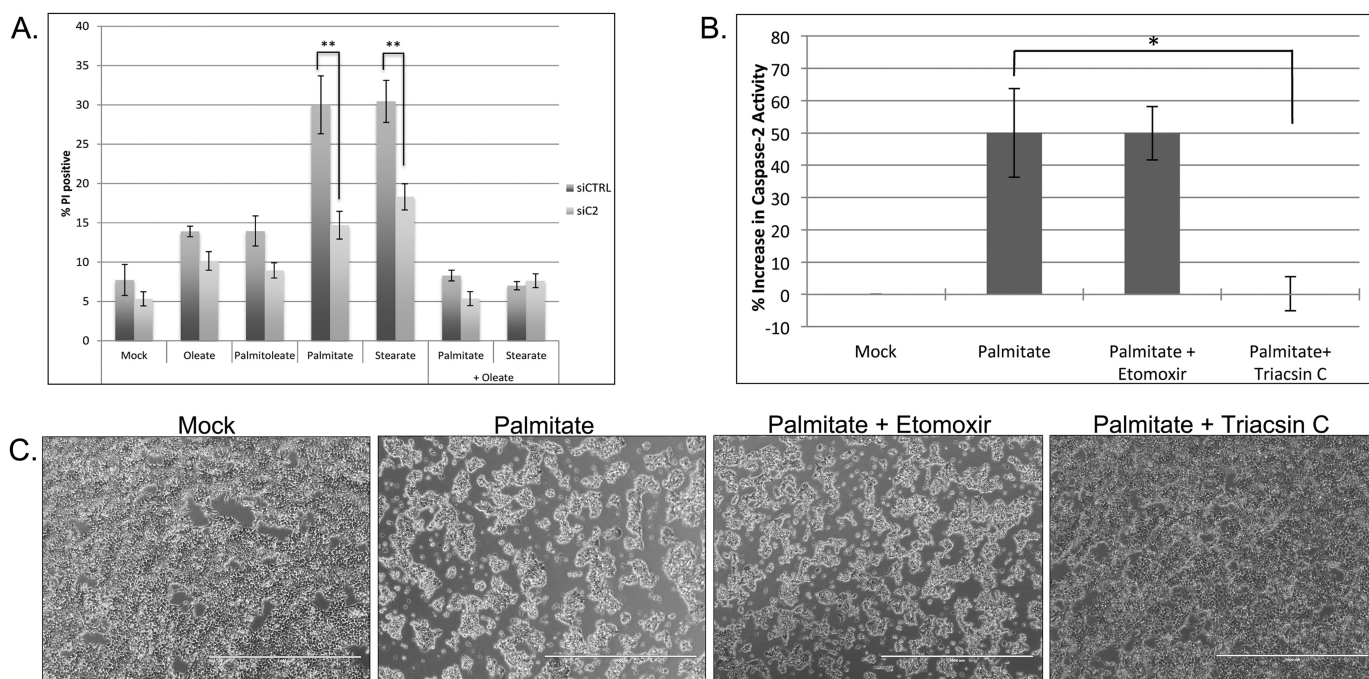 A.
40
35
30
25
20
15
10
5
0
% PI positive
**
**
siCTRL
siC2
Mock
Oleate
Palmitoleate
Palmitate
Stearate
Palmitate
Stearate
+ Oleate
B.
80
70
60
50
40
30
20
10
0
-10
% Increase in Caspase-2 Activity
*
Mock
Palmitate
Palmitate +
Etomoxir
Palmitate+
Triacsin C
C.
Mock
Palmitate
Palmitate + Etomoxir
Palmitate + Triacsin C